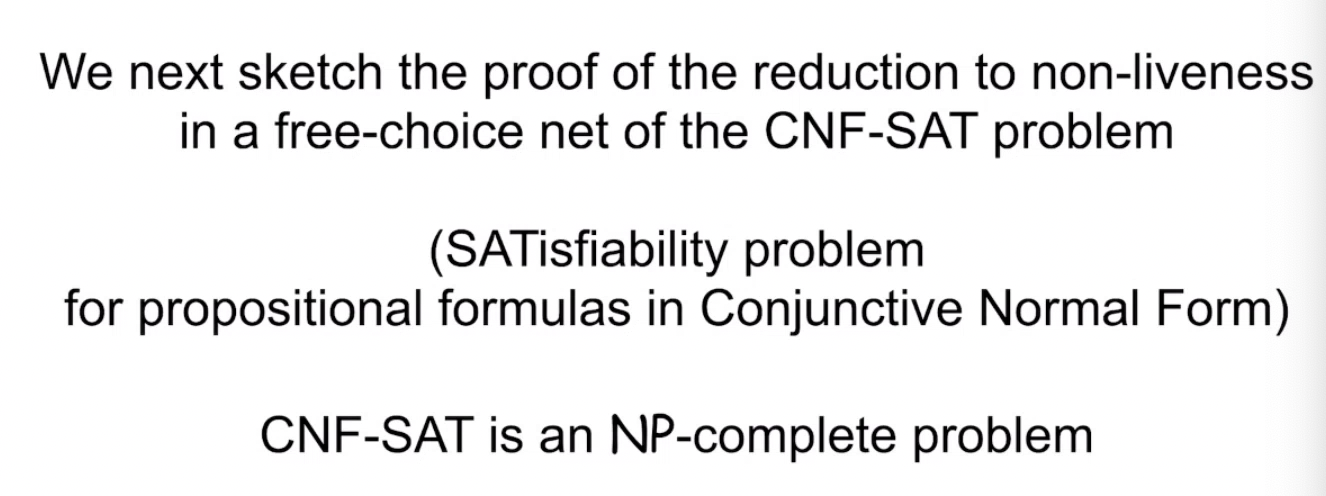 We next sketch the proof of the reduction to non-liveness
in a free-choice net of the CNF-SAT problem
(SATisfiability problem
for propositional formulas in Conjunctive Normal Form)
CNF-SAT is an NP-complete problem